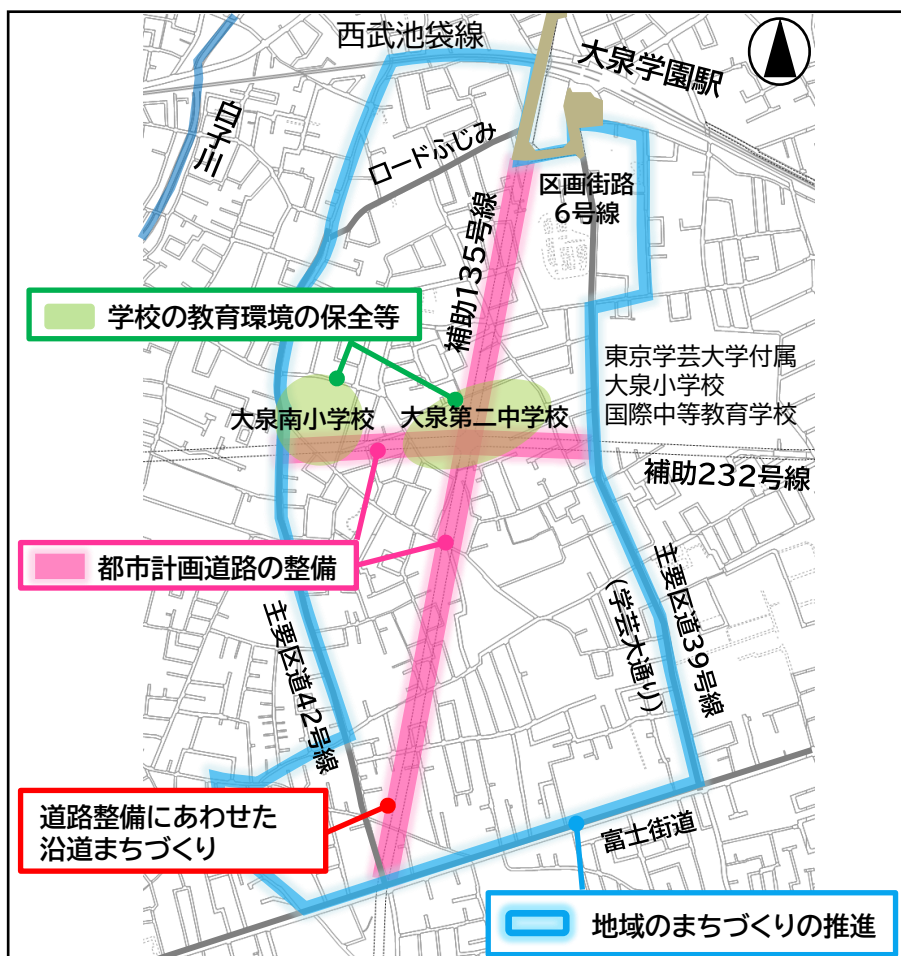 西武池袋線
大泉学園駅
白子川
ロードふじみ
区画街路
6号線
補助135号線
学校の教育環境の保全等
東京学芸大学付属
大泉小学校
国際中等教育学校
大泉南小学校
大泉第二中学校
補助232号線
都市計画道路の整備
主要区道42号線
主要区道39号線
(学芸大通り)
道路整備にあわせた
沿道まちづくり
富士街道
地域のまちづくりの推進